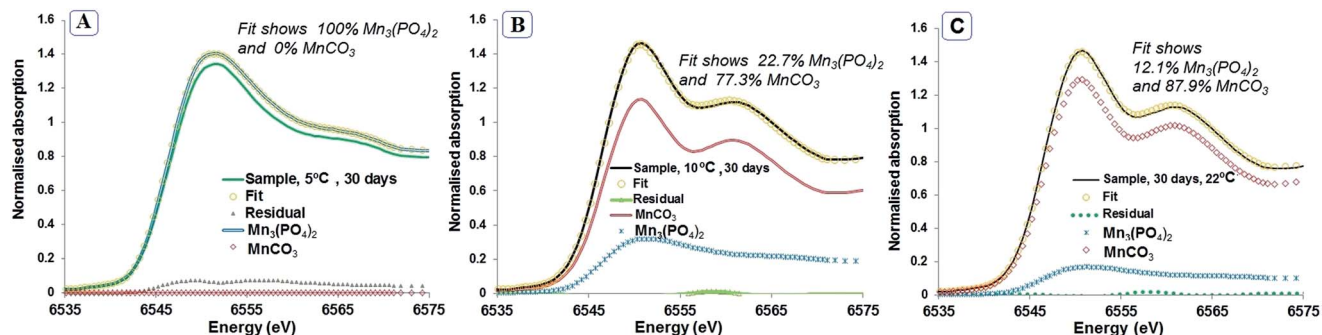 A
Fit shows 100% Mn₃(PO₄)₂
and 0% MnCO₃
Normalised absorption
1.6
1.4
1.2
1
0.8
0.6
0.4
0.2
0
Sample, 5°C , 30 days
Fit
Residual
Mn₃(PO₄)₂
MnCO₃
6535
6545
6555
6565
6575
Energy (eV)
B
Fit shows 22.7% Mn₃(PO₄)₂
and 77.3% MnCO₃
Normalised absorption
1.6
1.4
1.2
1
0.8
0.6
0.4
0.2
0
Sample, 10°C , 30 days
Fit
Residual
MnCO₃
Mn₃(PO₄)₂
6535
6545
6555
6565
6575
Energy (eV)
C
Fit shows
12.1% Mn₃(PO₄)₂
and 87.9% MnCO₃
Normalised absorption
1.6
1.4
1.2
1
0.8
0.6
0.4
0.2
0
Sample, 30 days, 22°C
Fit
Residual
Mn₃(PO₄)₂
MnCO₃
6535
6545
6555
6565
6575
Energy (eV)